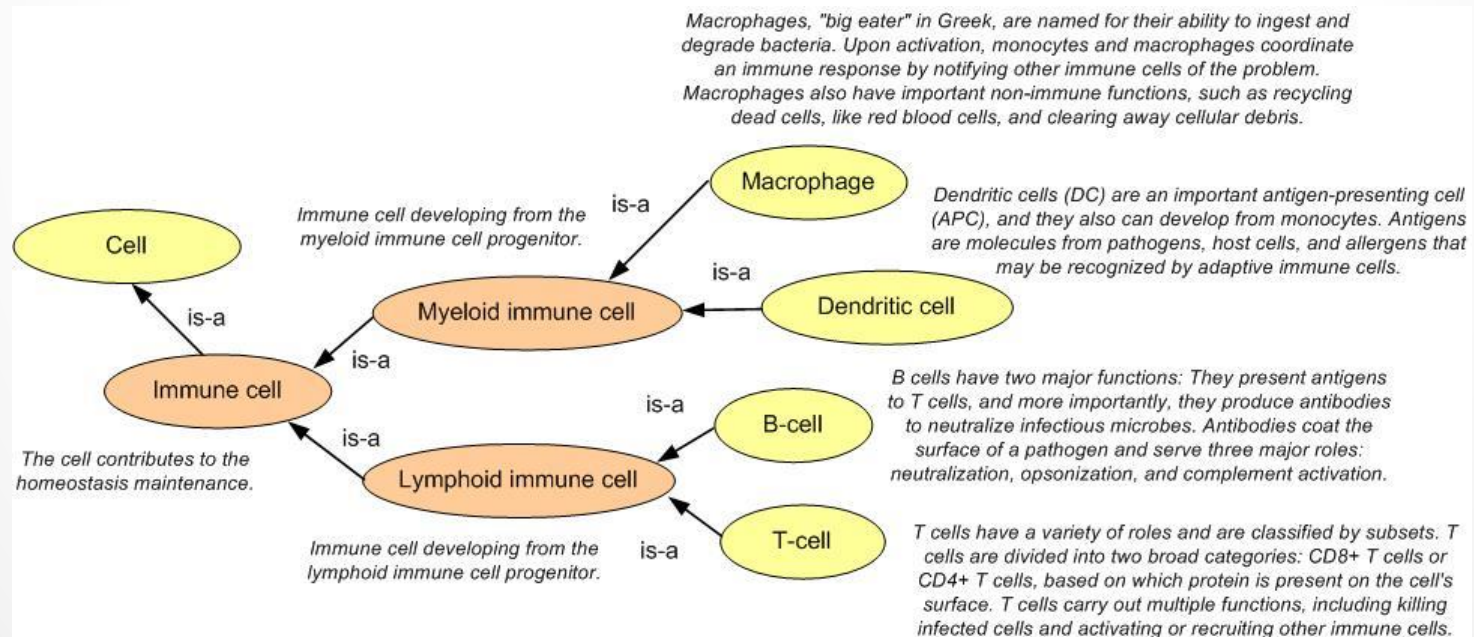 Macrophages, "big eater" in Greek, are named for their ability to ingest and
degrade bacteria. Upon activation, monocytes and macrophages coordinate
an immune response by notifying other immune cells of the problem.
Macrophages also have important non-immune functions, such as recycling
dead cells, like red blood cells, and clearing away cellular debris.
Macrophage
is-a
Dendritic cells (DC) are an important antigen-presenting cell
(APC), and they also can develop from monocytes. Antigens
are molecules from pathogens, host cells, and allergens that
may be recognized by adaptive immune cells.
Immune cell developing from the
myeloid immune cell progenitor.
Cell
is-a
Myeloid immune cell
is-a
Dendritic cell
is-a
Immune cell
B cells have two major functions: They present antigens
to T cells, and more importantly, they produce antibodies
to neutralize infectious microbes. Antibodies coat the
surface of a pathogen and serve three major roles:
neutralization, opsonization, and complement activation.
is-a
B-cell
is-a
The cell contributes to the
homeostasis maintenance.
Lymphoid immune cell
T-cell
is-a
Immune cell developing from the
lymphoid immune cell progenitor.
T cells have a variety of roles and are classified by subsets. T
cells are divided into two broad categories: CD8+ T cells or
CD4+ T cells, based on which protein is present on the cell's
surface. T cells carry out multiple functions, including killing
infected cells and activating or recruiting other immune cells.